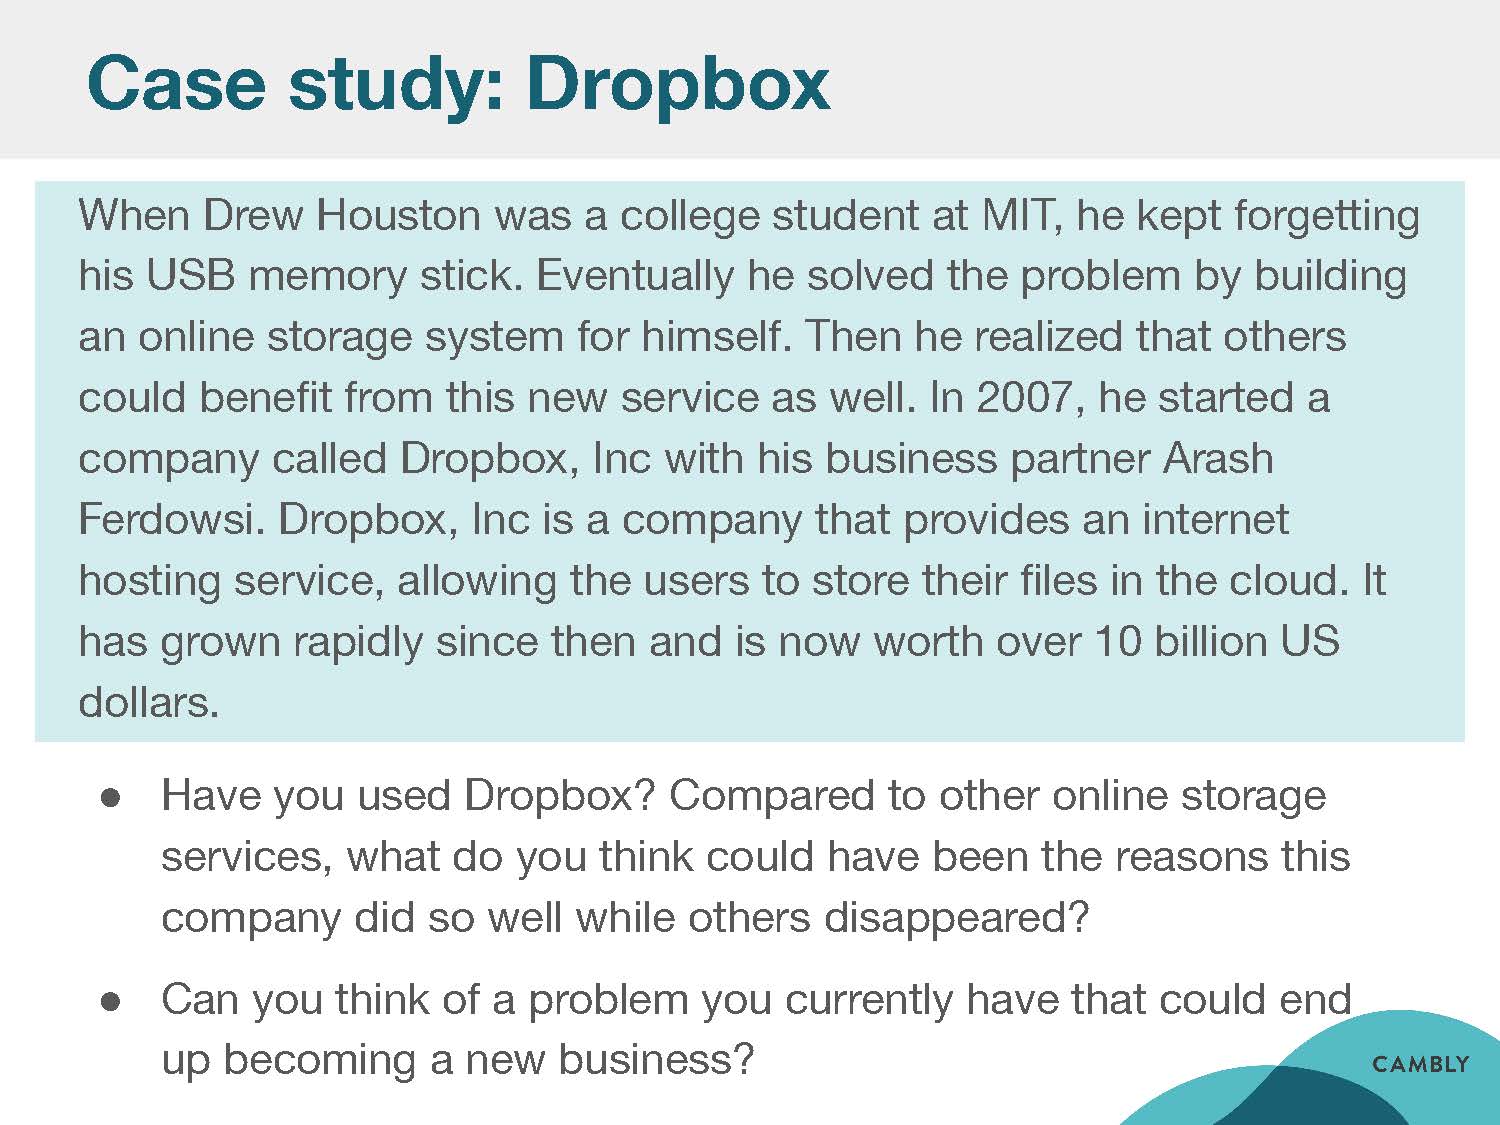 Case study: Dropbox
When Drew Houston was a college student at MIT, he kept forgetting
his USB memory stick. Eventually he solved the problem by building
an online storage system for himself. Then he realized that others
could benefit from this new service as well. In 2007, he started a
company called Dropbox, Inc with his business partner Arash
Ferdowsi. Dropbox, Inc is a company that provides an internet
hosting service, allowing the users to store their files in the cloud. It
has grown rapidly since then and is now worth over 10 billion US
dollars.
● Have you used Dropbox? Compared to other online storage
services, what do you think could have been the reasons this
company did so well while others disappeared?
● Can you think of a problem you currently have that could end
up becoming a new business?
CAMBLY